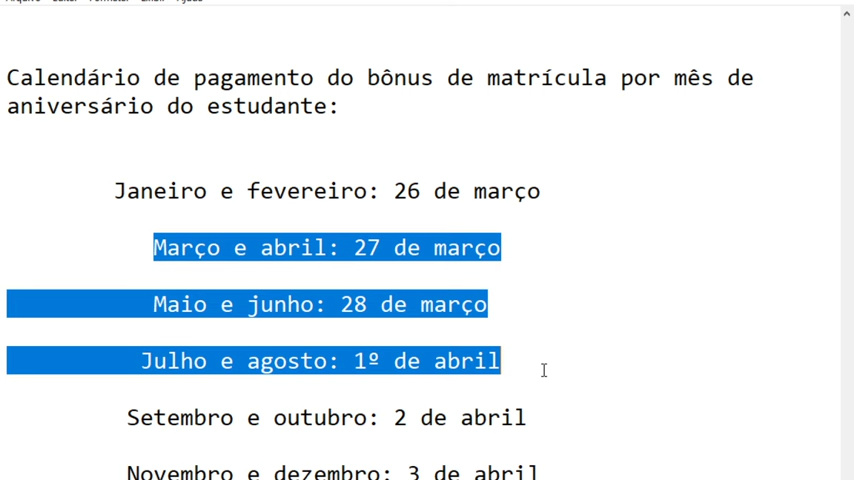 Calendário de pagamento do bônus de matrícula por mês de
aniversário do estudante:
Janeiro e fevereiro: 26 de março
Março e abril: 27 de março
Maio e junho: 28 de março
Julho e agosto: 1º de abril
Setembro e outubro: 2 de abril
Novembro e dezembro: 3 de abril